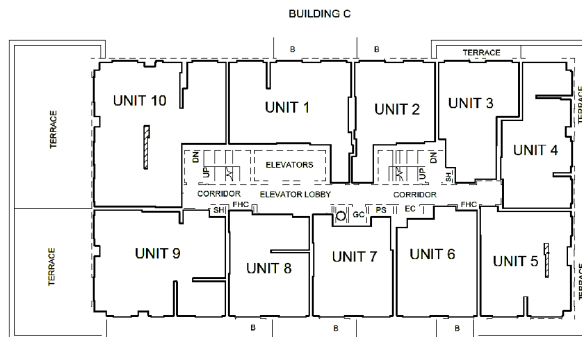 BUILDING C
B B
TERRACE
UNIT 10
UNIT 1
UNIT 2
UNIT 3
UNIT 4
TERRACE
TERRACE
DN
UP
ELEVATORS
UP
DN
SH
CORRIDOR
ELEVATOR LOBBY
CORRIDOR
SH
FHC
GC
PS
EC
FHC
UNIT 9
UNIT 8
UNIT 7
UNIT 6
UNIT 5
TERRACE
TERRACE
B B B